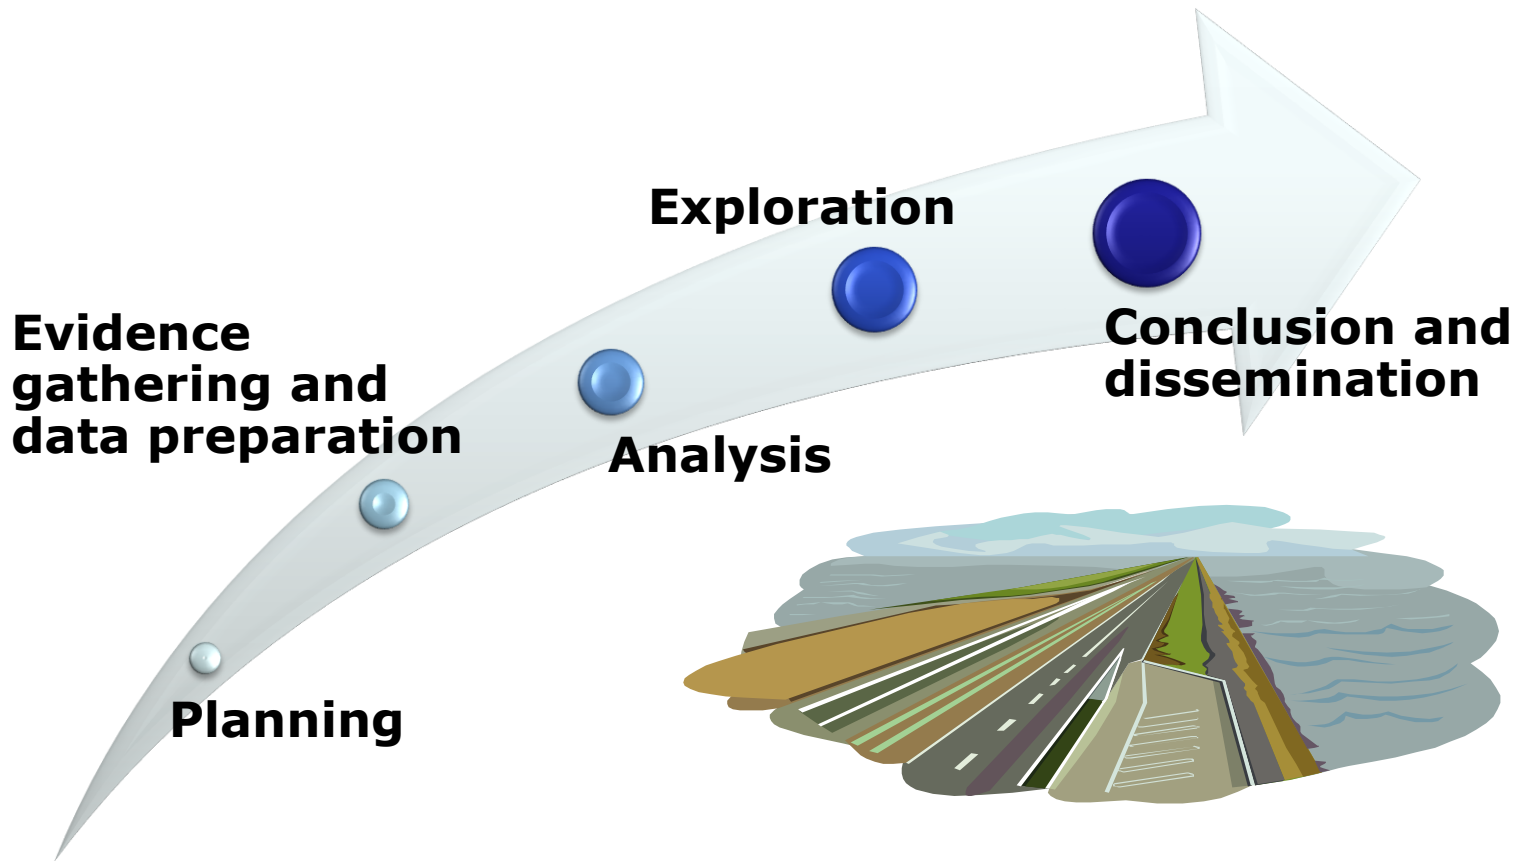 Exploration
Evidence
gathering and
data preparation
Conclusion and
dissemination
Analysis
Planning